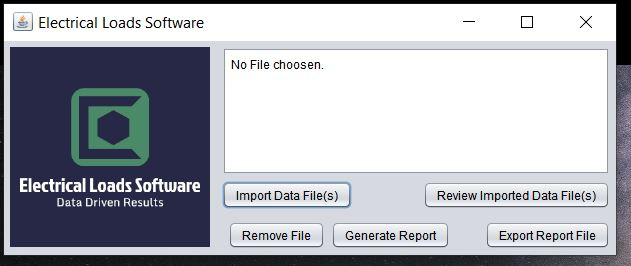 Electrical Loads Software
No File choosen.
Electrical Loads Software
Data Driven Results
Import Data File(s)
Review Imported Data File(s)
Remove File
Generate Report
Export Report File